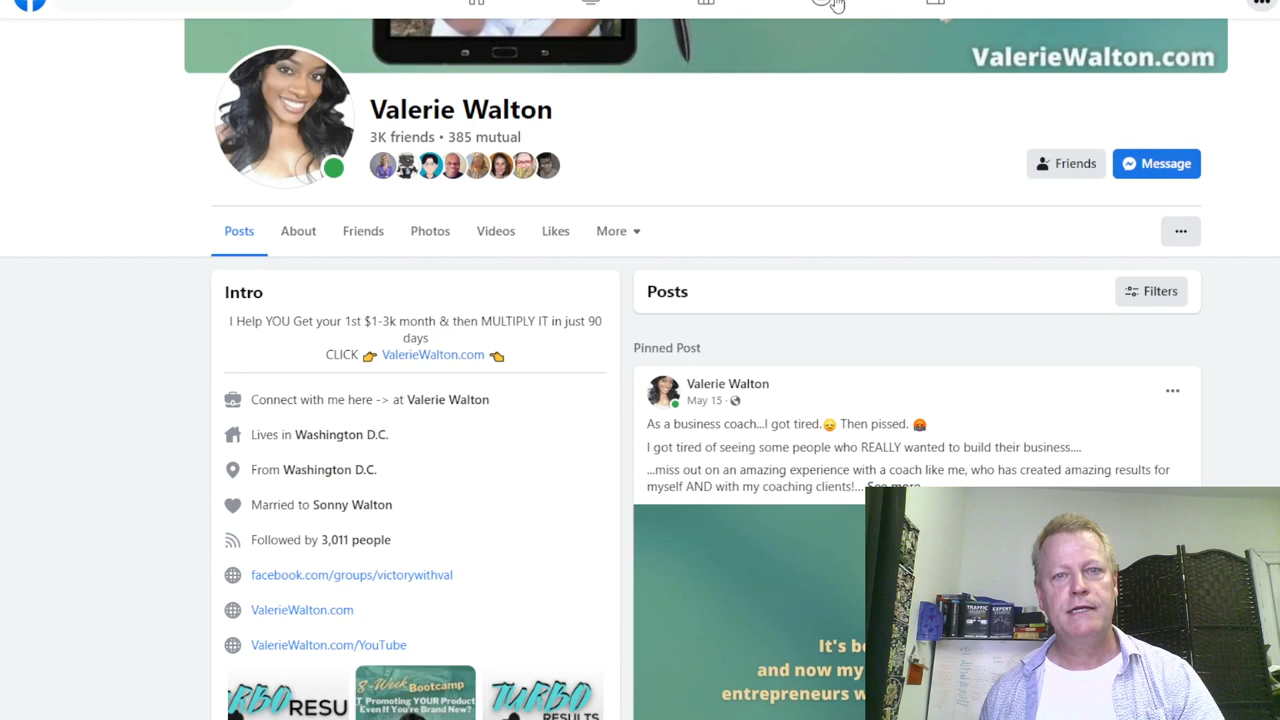 ValerieWalton.com
Valerie Walton
3K friends • 385 mutual
Friends
Message
Posts
About
Friends
Photos
Videos
Likes
More
Intro
I Help YOU Get your 1st $1-3k month & then MULTIPLY IT in just 90
days
CLICK 👉 ValerieWalton.com 👈
Connect with me here -> at Valerie Walton
Lives in Washington D.C.
From Washington D.C.
Married to Sonny Walton
Followed by 3,011 people
facebook.com/groups/victorywithval
ValerieWalton.com
ValerieWalton.com/YouTube
RESU
8-Week Bootcamp
T Promoting YOUR Product
Even If You're Brand New?
TURBO
RESULTS
Posts
Filters
Pinned Post
Valerie Walton
May 15 ·
As a business coach...I got tired.😞 Then pissed. 🤬
I got tired of seeing some people who REALLY wanted to build their business....
...miss out on an amazing experience with a coach like me, who has created amazing results for
myself AND with my coaching clients!... See more
It's be
and now my
entrepreneurs w
TRAFFIC
EXPERT